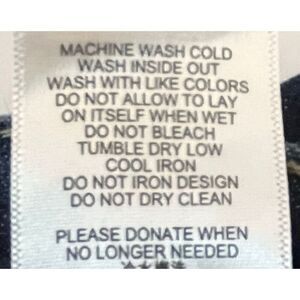 MACHINE WASH COLD
WASH INSIDE OUT
WASH WITH LIKE COLORS
DO NOT ALLOW TO LAY
ON ITSELF WHEN WET
DO NOT BLEACH
TUMBLE DRY LOW
COOL IRON
DO NOT IRON DESIGN
DO NOT DRY CLEAN
PLEASE DONATE WHEN
NO LONGER NEEDED